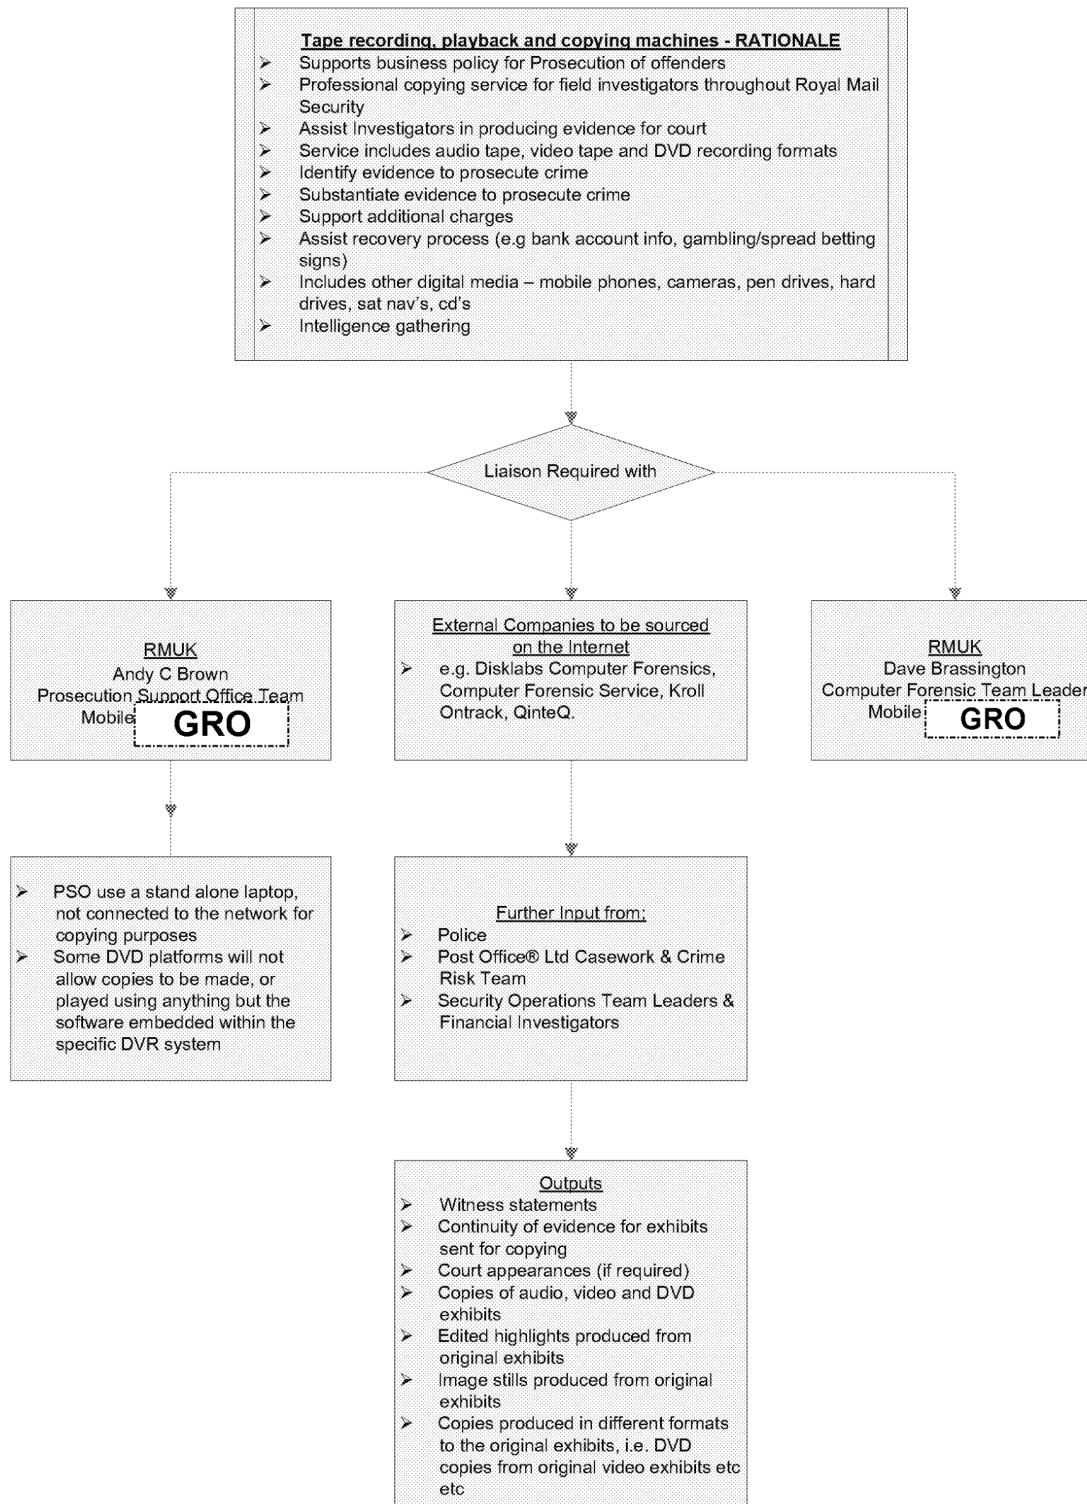 Tape recording, playback and copying machines - RATIONALE
➢ Supports business policy for Prosecution of offenders
➢ Professional copying service for field investigators throughout Royal Mail
Security
➢ Assist Investigators in producing evidence for court
➢ Service includes audio tape, video tape and DVD recording formats
➢ Identify evidence to prosecute crime
➢ Substantiate evidence to prosecute crime
➢ Support additional charges
➢ Assist recovery process (e.g bank account info, gambling/spread betting
signs)
➢ Includes other digital media – mobile phones, cameras, pen drives, hard
drives, sat nav's, cd's
➢ Intelligence gathering
Liaison Required with
RMUK
Andy C Brown
Prosecution Support Office Team
Mobile
GRO
External Companies to be sourced
on the Internet
➢ e.g. Disklabs Computer Forensics,
Computer Forensic Service, Kroll
Ontrack, QinteQ.
RMUK
Dave Brassington
Computer Forensic Team Leader
Mobile
GRO
➢ PSO use a stand alone laptop,
not connected to the network for
copying purposes
➢ Some DVD platforms will not
allow copies to be made, or
played using anything but the
software embedded within the
specific DVR system
Further Input from;
➢ Police
➢ Post Office® Ltd Casework & Crime
Risk Team
➢ Security Operations Team Leaders &
Financial Investigators
Outputs
➢ Witness statements
➢ Continuity of evidence for exhibits
sent for copying
➢ Court appearances (if required)
➢ Copies of audio, video and DVD
exhibits
➢ Edited highlights produced from
original exhibits
➢ Image stills produced from original
exhibits
➢ Copies produced in different formats
to the original exhibits, i.e. DVD
copies from original video exhibits etc
etc